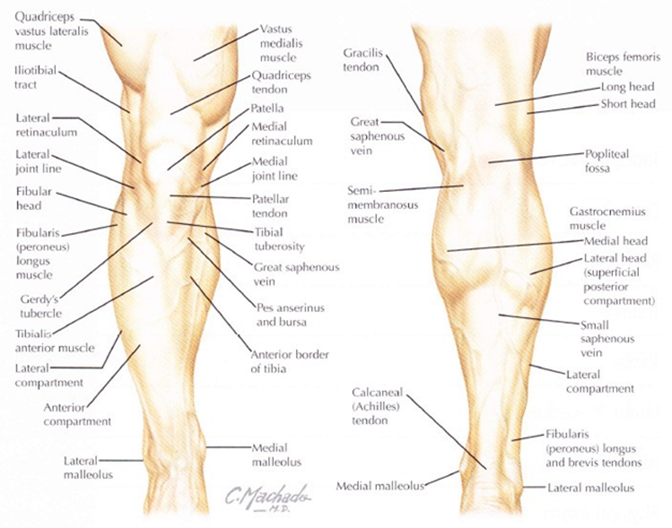 Quadriceps
vastus lateralis
muscle
Iliotibial
tract
Lateral
retinaculum
Lateral
joint line
Fibular
head
Fibularis
(peroneus)
longus
muscle
Gerdy's
tubercle
Tibialis
anterior muscle
Lateral
compartment
Anterior
compartment
Lateral
malleolus
Vastus
medialis
muscle
Quadriceps
tendon
Patella
Medial
retinaculum
Medial
joint line
Patellar
tendon
Tibial
tuberosity
Great saphenous
vein
Pes anserinus
and bursa
Anterior border
of tibia
Medial
malleolus
C.Machado
M.D.
Gracilis
tendon
Great
saphenous
vein
Semi-
membranosus
muscle
Calcaneal
(Achilles)
tendon
Medial malleolus
Biceps femoris
muscle
Long head
Short head
Popliteal
fossa
Gastrocnemius
muscle
Medial head
Lateral head
(superficial
posterior
compartment)
Small
saphenous
vein
Lateral
compartment
Fibularis
(peroneus) longus
and brevis tendons
Lateral malleolus